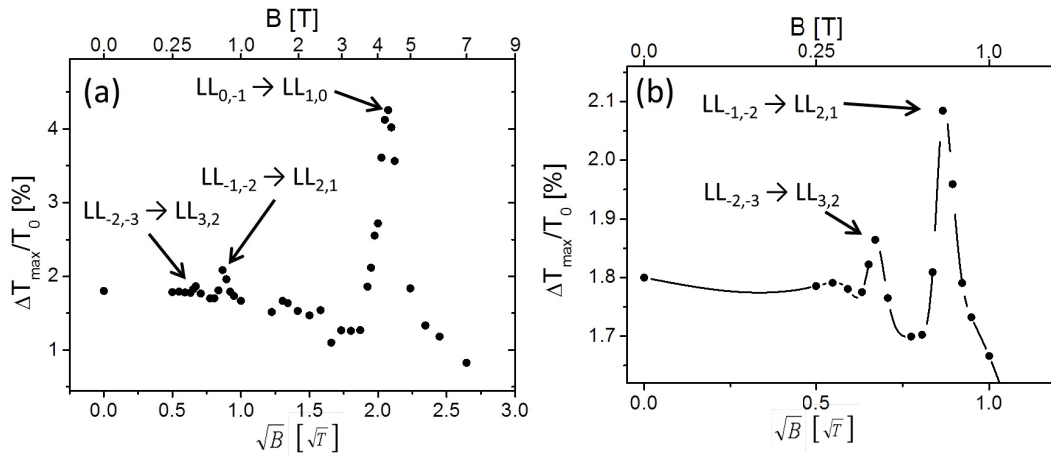 B [T]
0.0 0.25 1.0 2 3 4 5 7 9
(a)
LL0,-1 → LL1,0
LL-1,-2 → LL2,1
LL-2,-3 → LL3,2
ΔTmax/T0 [%]
4
3
2
1
0.0 0.5 1.0 1.5 2.0 2.5 3.0
√B [√T]
B [T]
0.0 0.25 1.0
(b)
LL-1,-2 → LL2,1
LL-2,-3 → LL3,2
ΔTmax/T0 [%]
2.1
2.0
1.9
1.8
1.7
0.0 0.5 1.0
√B [√T]